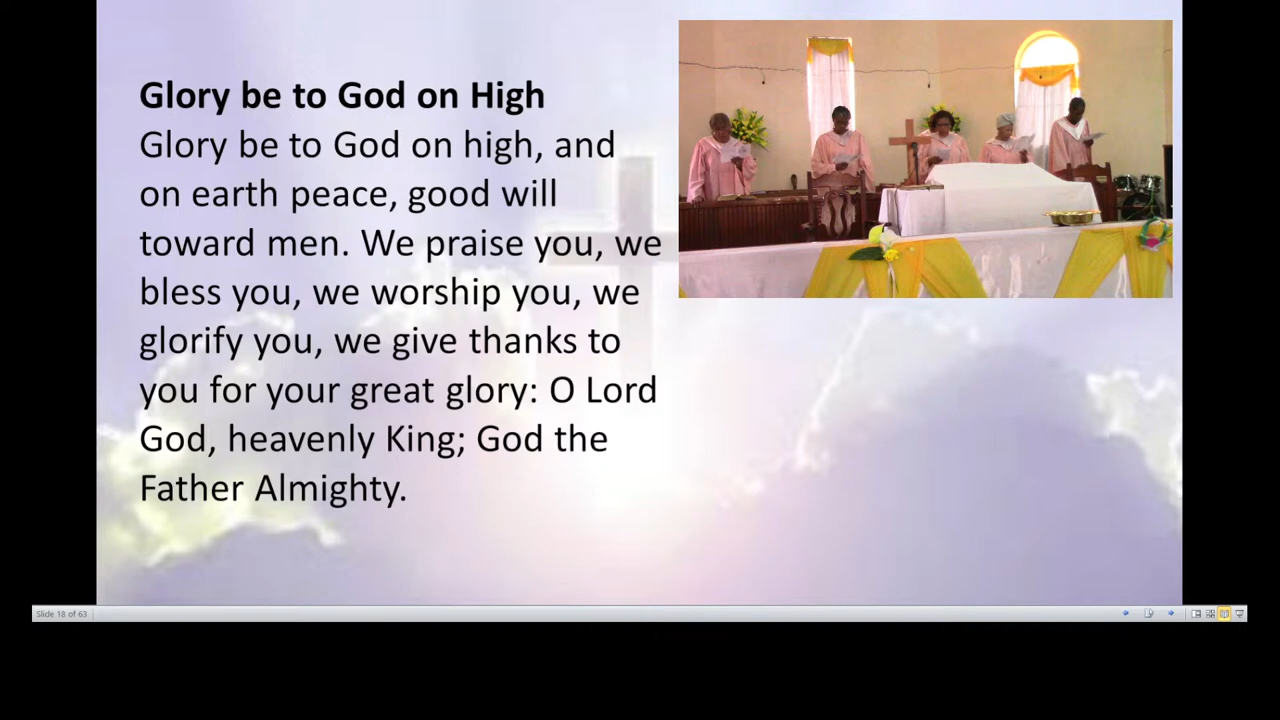 Glory be to God on High
Glory be to God on high, and
on earth peace, good will
toward men. We praise you, we
bless you, we worship you, we
glorify you, we give thanks to
you for your great glory: O Lord
God, heavenly King; God the
Father Almighty.
Slide 18 of 63